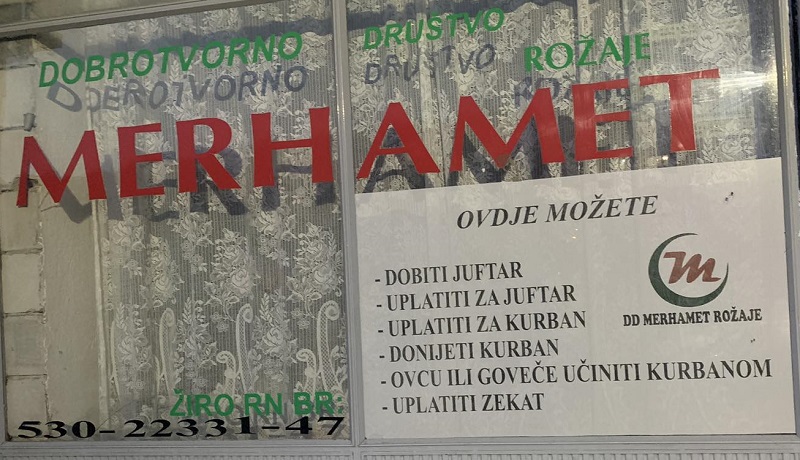 DOBROTVORNO DRUŠTVO ROŽAJE
MERHAMET
OVDJE MOŽETE
- DOBITI JUFTAR
- UPLATITI ZA JUFTAR
- UPLATITI ZA KURBAN
- DONIJETI KURBAN
- OVCU ILI GOVEČE UČINITI KURBANOM
- UPLATITI ZEKAT
m
DD MERHAMET ROŽAJE
ŽIRO RN BR:
530-22331-47